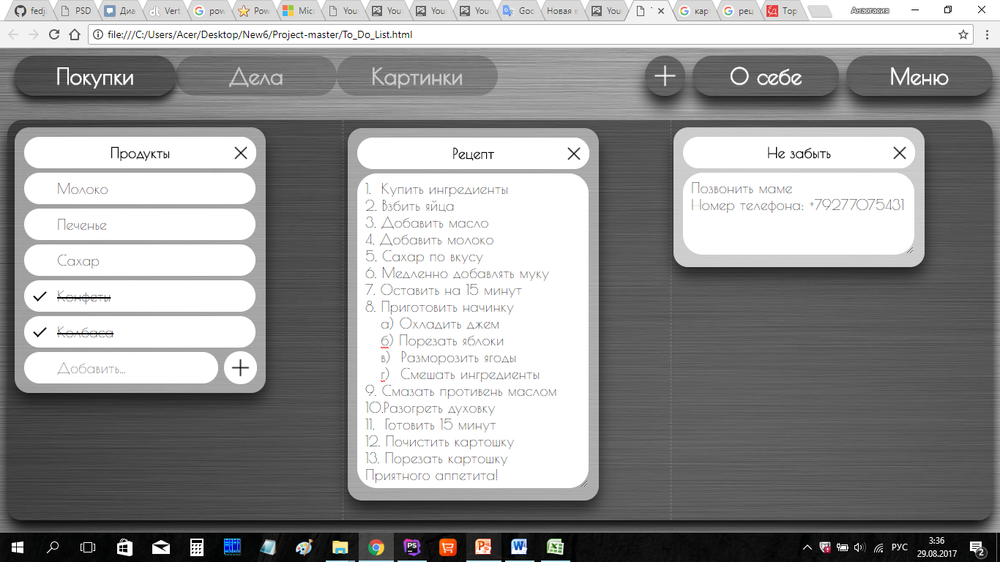 fedj
PSD
Диа
Vert
pow
Pow
Micr
You
You
You
You
Goo
Новая в
You
T
кар
рец
Top
Анастасия
file:///C:/Users/Acer/Desktop/New6/Project-master/To_Do_List.html
Покупки
Дела
Картинки
О себе
Меню
Продукты
Молоко
Печенье
Сахар
Конфеты
Колбаса
Добавить...
Рецепт
1. Купить ингредиенты
2. Взбить яйца
3. Добавить масло
4. Добавить молоко
5. Сахар по вкусу
6. Медленно добавлять муку
7. Оставить на 15 минут
8. Приготовить начинку
а) Охладить джем
б) Порезать яблоки
в) Разморозить ягоды
г) Смешать ингредиенты
9. Смазать противень маслом
10.Разогреть духовку
11. Готовить 15 минут
12. Почистить картошку
13. Порезать картошку
Приятного аппетита!
Не забыть
Позвонить маме
Номер телефона: +79277075431
РУС
3:36
29.08.2017
2